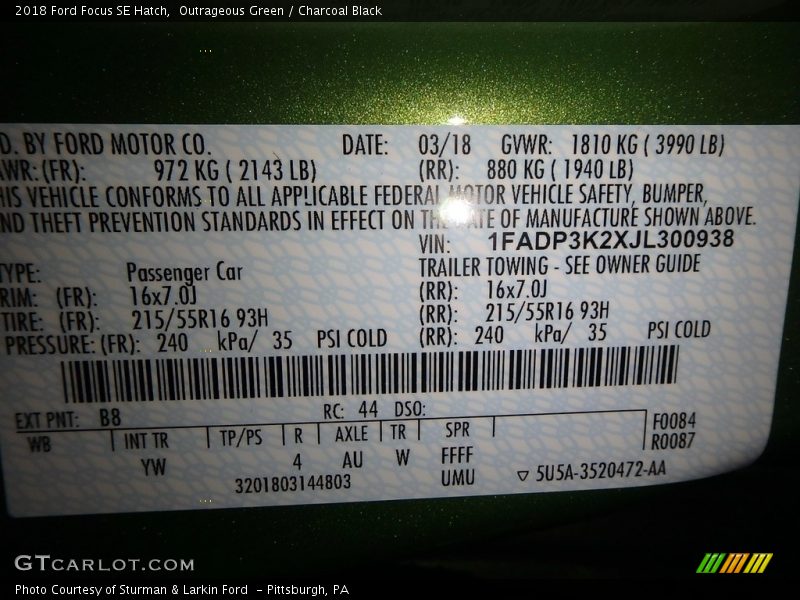 2018 Ford Focus SE Hatch,  Outrageous Green / Charcoal Black
D. BY FORD MOTOR CO. DATE: 03/18 GVWR: 1810 KG ( 3990 LB)
AWR:(FR): 972 KG ( 2143 LB) (RR): 880 KG ( 1940 LB)
HIS VEHICLE CONFORMS TO ALL APPLICABLE FEDERAL MOTOR VEHICLE SAFETY, BUMPER,
ND THEFT PREVENTION STANDARDS IN EFFECT ON THE DATE OF MANUFACTURE SHOWN ABOVE.
VIN: 1FADP3K2XJL300938
TYPE: Passenger Car TRAILER TOWING - SEE OWNER GUIDE
RIM: (FR): 16x7.0J (RR): 16x7.0J
TIRE: (FR): 215/55R16 93H (RR): 215/55R16 93H
PRESSURE: (FR): 240 kPa/ 35 PSI COLD (RR): 240 kPa/ 35 PSI COLD
EXT PNT: B8 RC: 44 DSO:
WB INT TR TP/PS R AXLE TR SPR F0084
R0087
YW 4 AU W FFFF
3201803144803 UMU ▽ 5U5A-3520472-AA
GTCARLOT.COM
Photo Courtesy of Sturman & Larkin Ford  - Pittsburgh, PA